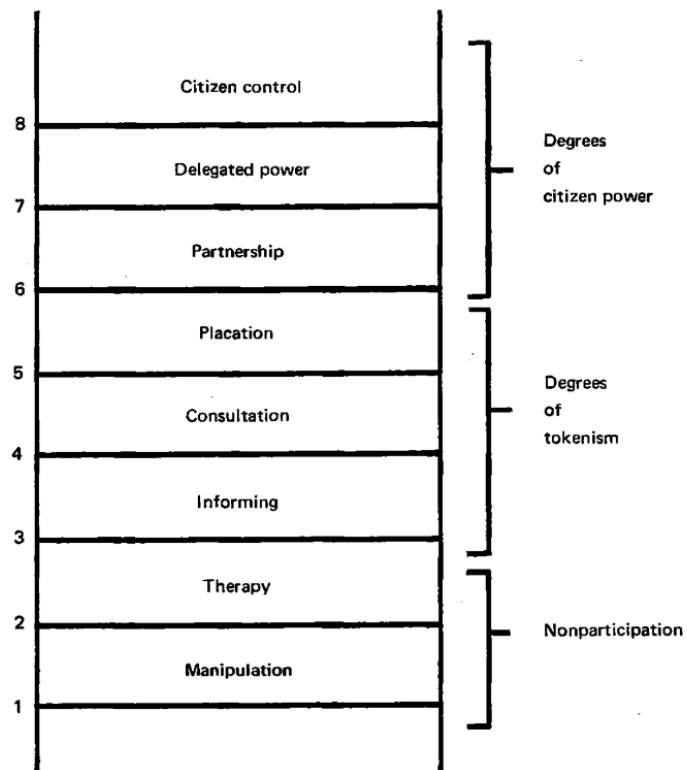 Citizen control
8
Delegated power
7
Partnership
6
Placation
5
Consultation
4
Informing
3
Therapy
2
Manipulation
1
Degrees
of
citizen power
Degrees
of
tokenism
Nonparticipation